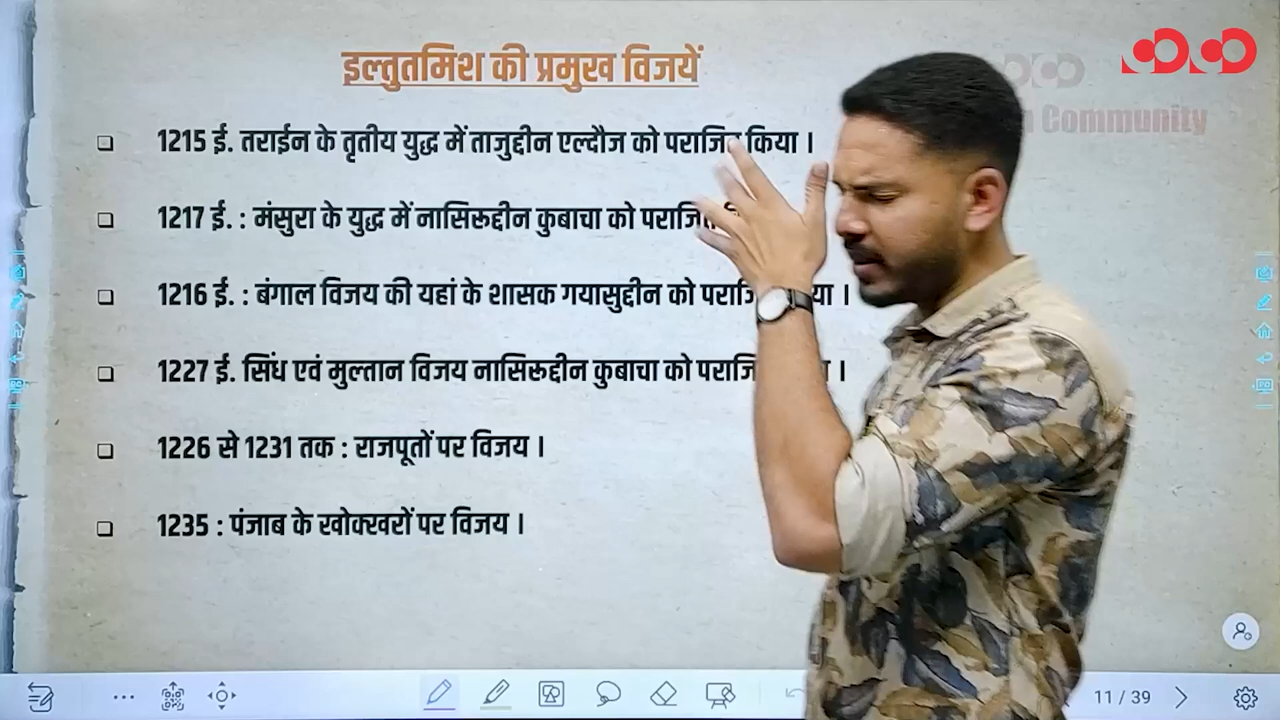 इल्तुतमिश की प्रमुख विजयें
1215 ई. तराईन के तृतीय युद्ध में ताजुद्दीन एल्दौज को पराजित किया ।
1217 ई. : मंसुरा के युद्ध में नासिरूद्दीन कुबाचा को पराजित
1216 ई. : बंगाल विजय की यहां के शासक गयासुद्दीन को
1227 ई. सिंध एवं मुल्तान विजय नासिरूद्दीन कुबाचा को
1226 से 1231 तक : राजपूतों पर विजय ।
1235 : पंजाब के खोक्खरों पर विजय ।
Community
11 / 39